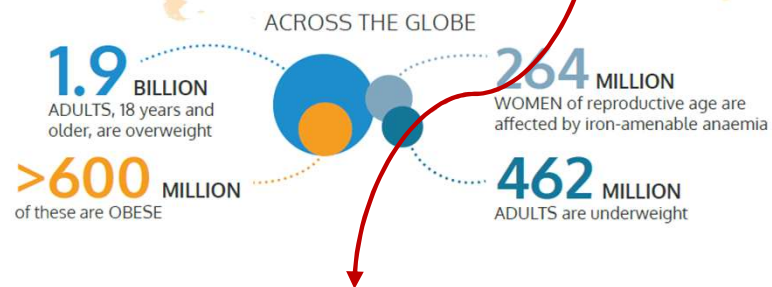 ACROSS THE GLOBE
1.9 BILLION
ADULTS, 18 years and
older, are overweight
>600 MILLION
of these are OBESE
264 MILLION
WOMEN of reproductive age are
affected by iron-amenable anaemia
462 MILLION
ADULTS are underweight